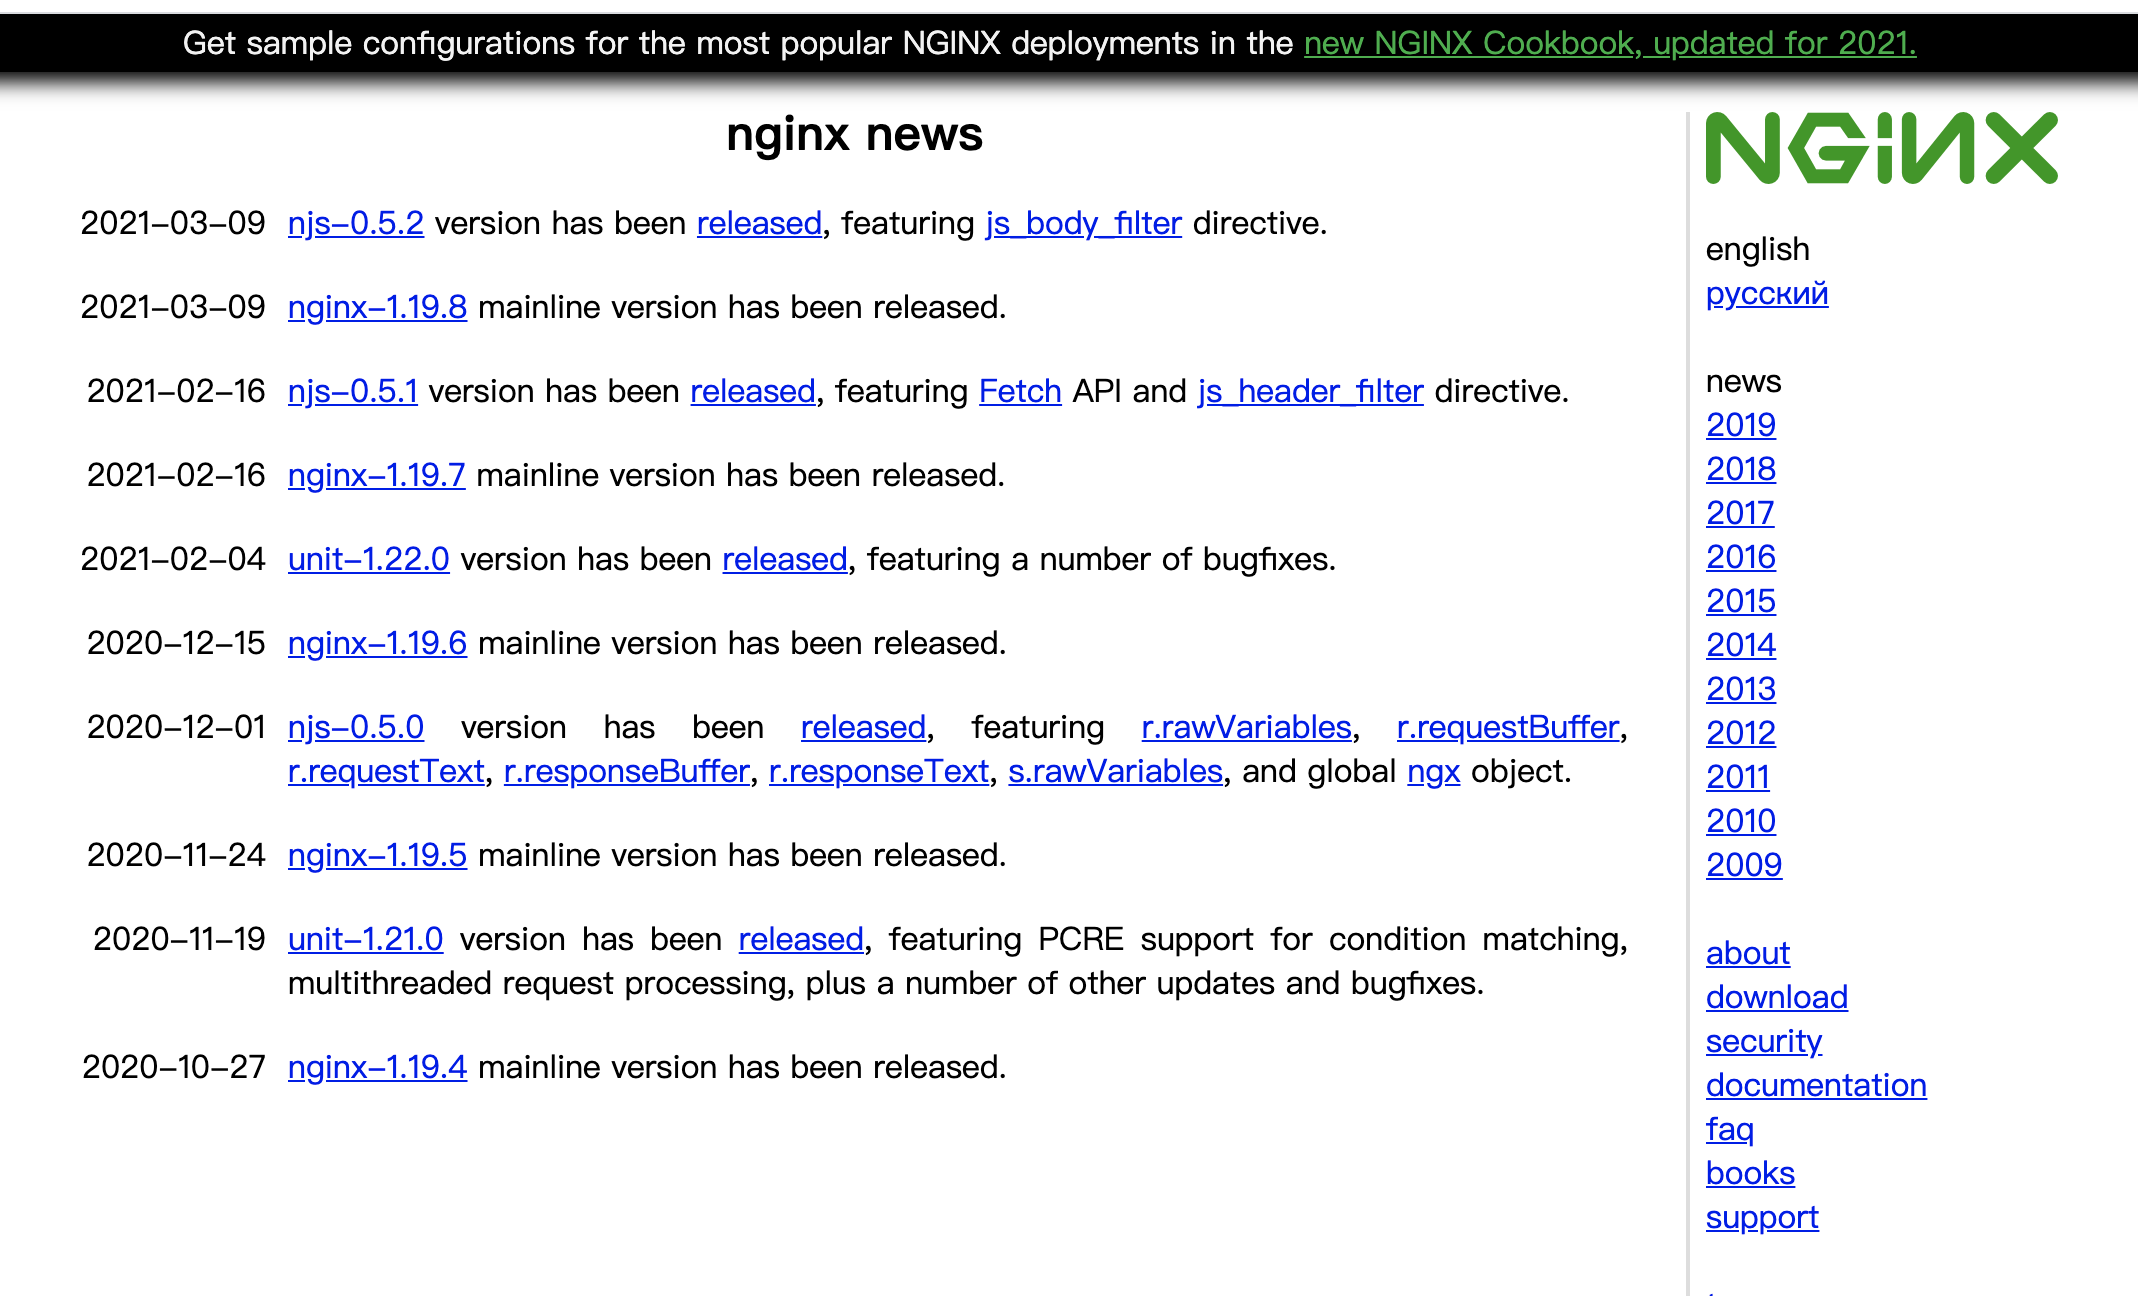 Get sample configurations for the most popular NGINX deployments in the new NGINX Cookbook, updated for 2021.
nginx news
2021-03-09 njs-0.5.2 version has been released, featuring js_body_filter directive.
2021-03-09 nginx-1.19.8 mainline version has been released.
2021-02-16 njs-0.5.1 version has been released, featuring Fetch API and js_header_filter directive.
2021-02-16 nginx-1.19.7 mainline version has been released.
2021-02-04 unit-1.22.0 version has been released, featuring a number of bugfixes.
2020-12-15 nginx-1.19.6 mainline version has been released.
2020-12-01 njs-0.5.0 version has been released, featuring r.rawVariables, r.requestBuffer,
r.requestText, r.responseBuffer, r.responseText, s.rawVariables, and global ngx object.
2020-11-24 nginx-1.19.5 mainline version has been released.
2020-11-19 unit-1.21.0 version has been released, featuring PCRE support for condition matching,
multithreaded request processing, plus a number of other updates and bugfixes.
2020-10-27 nginx-1.19.4 mainline version has been released.
NGINX
english
русский
news
2019
2018
2017
2016
2015
2014
2013
2012
2011
2010
2009
about
download
security
documentation
faq
books
support